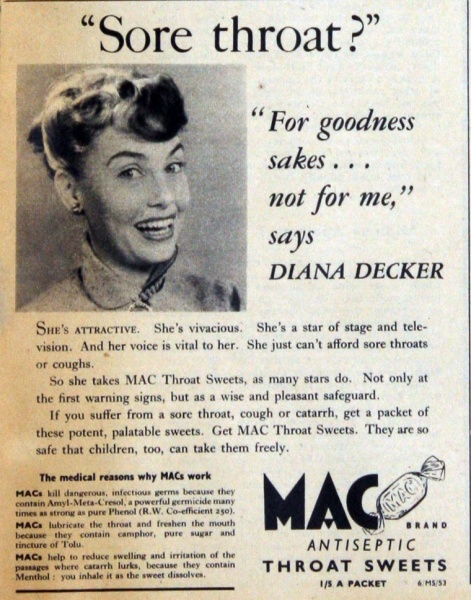 “Sore throat?”
“For goodness
sakes . . .
not for me,”
says
DIANA DECKER
SHE'S ATTRACTIVE. She's vivacious. She's a star of stage and tele-
vision. And her voice is vital to her. She just can't afford sore throats
or coughs.
So she takes MAC Throat Sweets, as many stars do. Not only at
the first warning signs, but as a wise and pleasant safeguard.
If you suffer from a sore throat, cough or catarrh, get a packet of
these potent, palatable sweets. Get MAC Throat Sweets. They are so
safe that children, too, can take them freely.
The medical reasons why MACs work
MACs kill dangerous, infectious germs because they
contain Amyl-Meta-Cresol, a powerful germicide many
times as strong as pure Phenol (R.W. Co-efficient 250).
MACs lubricate the throat and freshen the mouth
because they contain camphor, pure sugar and
tincture of Tolu.
MACs help to reduce swelling and irritation of the
passages where catarrh lurks, because they contain
Menthol : you inhale it as the sweet dissolves.
MAC
MAC
BRAND
ANTISEPTIC
THROAT SWEETS
1/5 A PACKET
6/MS/53